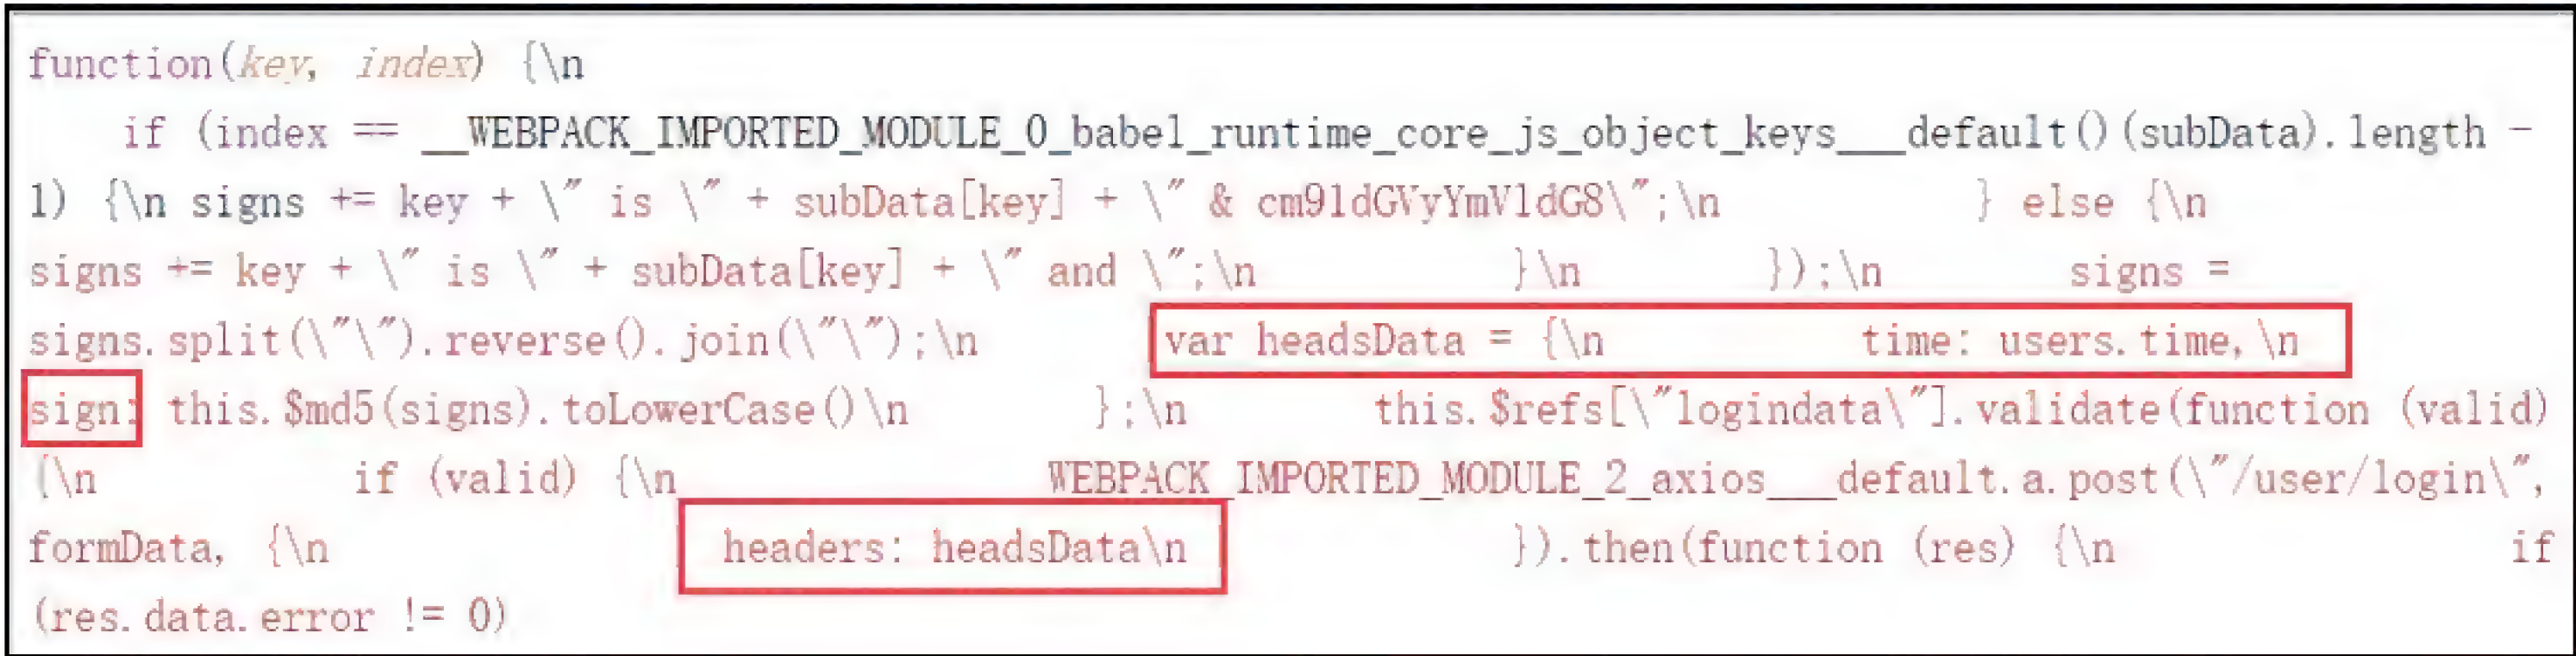 function(key, index) {\n
if (index == __WEBPACK_IMPORTED_MODULE_0_babel_runtime_core_js_object_keys___default()(subData).length -
1) {\n signs += key + \" is \" + subData[key] + \" & cm91dGVyYmV1dG8\";\n } else {\n
signs += key + \" is \" + subData[key] + \" and \";\n }\n });\n signs =
signs.split(\"\").reverse().join(\"\");\n var headsData = {\n time: users.time,\n
sign: this.$md5(signs).toLowerCase()\n };\n this.$refs[\"logindata\"].validate(function (valid)
{\n if (valid) {\n WEBPACK_IMPORTED_MODULE_2_axios___default.a.post(\"/user/login\",
formData, {\n headers: headsData\n }).then(function (res) {\n if
(res.data.error != 0)